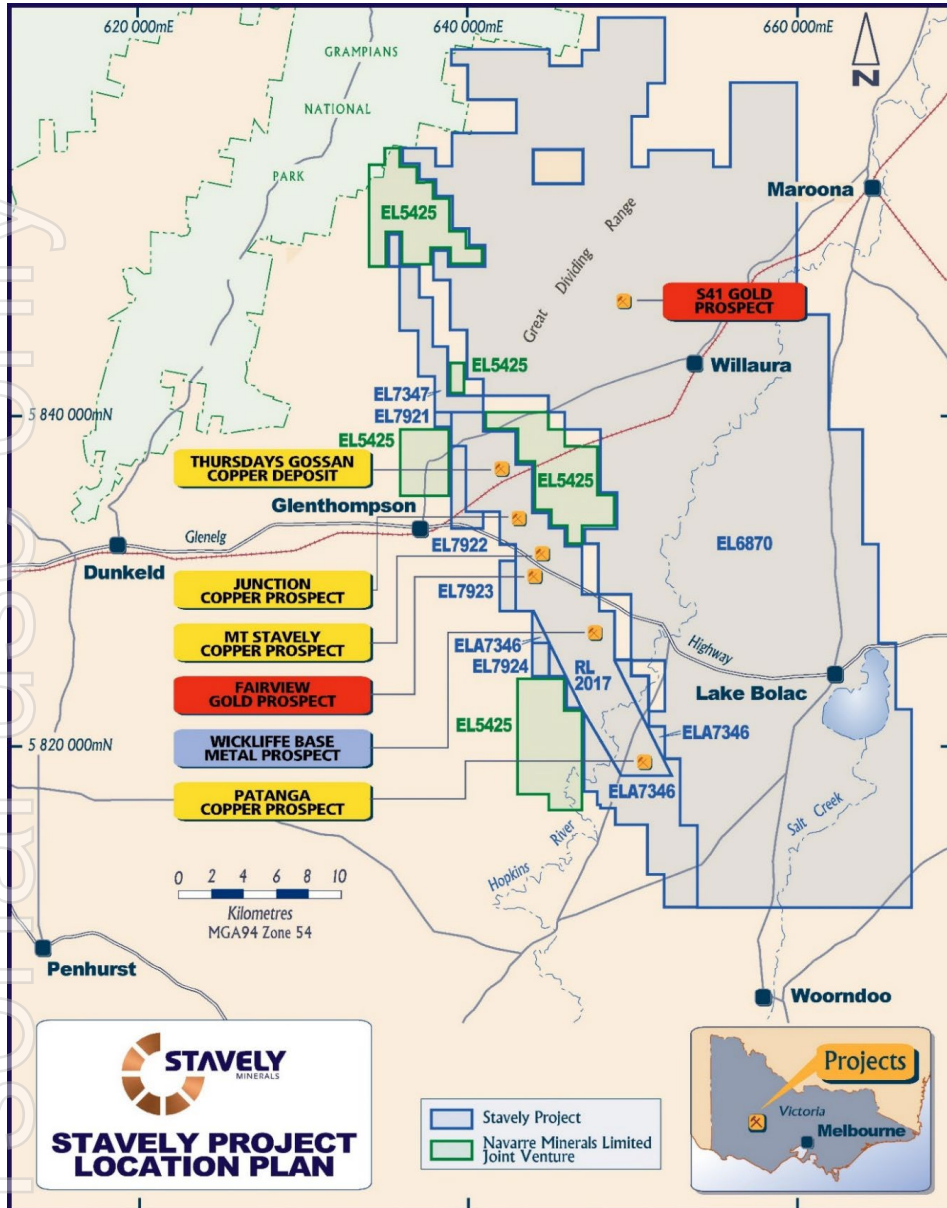 620 000mE
640 000mE
660 000mE
GRAMPIANS
NATIONAL
PARK
N
Maroona
EL5425
Great Dividing Range
S41 GOLD
PROSPECT
Willaura
EL5425
EL7347
EL7921
5 840 000mN
EL5425
THURSDAYS GOSSAN
COPPER DEPOSIT
EL5425
Glenthompson
Glenelg
EL7922
EL6870
Dunkeld
JUNCTION
COPPER PROSPECT
EL7923
MT STAVELY
COPPER PROSPECT
ELA7346
Highway
EL7924
RL
2017
FAIRVIEW
GOLD PROSPECT
Lake Bolac
EL5425
ELA7346
WICKLIFFE BASE
METAL PROSPECT
5 820 000mN
PATANGA
COPPER PROSPECT
ELA7346
Salt Creek
Hopkins River
0 2 4 6 8 10
Kilometres
MGA94 Zone 54
Penhurst
Woorndoo
STAVELY
MINERALS
STAVELY PROJECT
LOCATION PLAN
Stavely Project
Navarre Minerals Limited
Joint Venture
Projects
Victoria
Melbourne